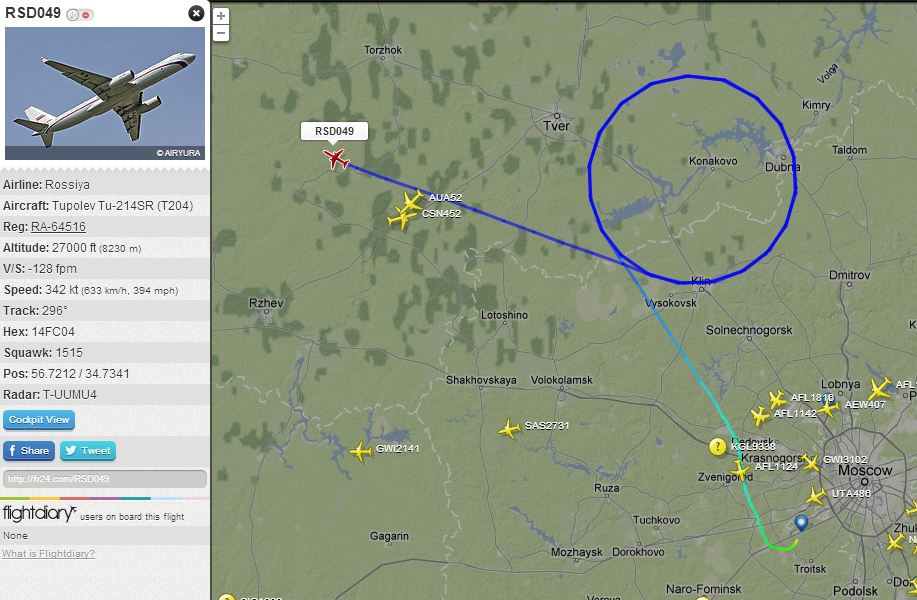 RSD049
© AIRYURA
Airline: Rossiya
Aircraft: Tupolev Tu-214SR (T204)
Reg: RA-64516
Altitude: 27000 ft (8230 m)
V/S: -128 fpm
Speed: 342 kt (633 km/h, 394 mph)
Track: 296°
Hex: 14FC04
Squawk: 1515
Pos: 56.7212 / 34.7341
Radar: T-UUMU4
Cockpit View
Share
Tweet
http://fr24.com/RSD049
flightdiary users on board this flight
None
What is Flightdiary?
+
−
Torzhok
Volga
Kimry
RSD049
Tver
Taldom
Konakovo
Dubna
AUA52
CSN452
Klin
Dmitrov
Rzhev
Vysokovsk
Lotoshino
Solnechnogorsk
Shakhovskaya
Volokolamsk
Lobnya
AFL1816
AEW407
AFL1142
SAS2731
KGL9338
GWI2141
Krasnogorsk
GWI3102
AFL1124
Moscow
Zvenigorod
Ruza
UTA486
Tuchkovo
Gagarin
Mozhaysk
Dorokhovo
Troitsk
Naro-Fominsk
Podolsk